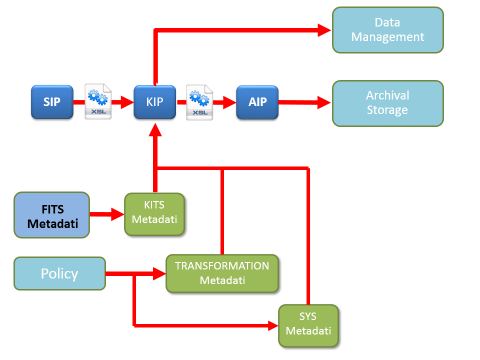 Data
Management
SIP
XSL
KIP
XSL
AIP
Archival
Storage
FITS
Metadati
KITS
Metadati
Policy
TRANSFORMATION
Metadati
SYS
Metadati